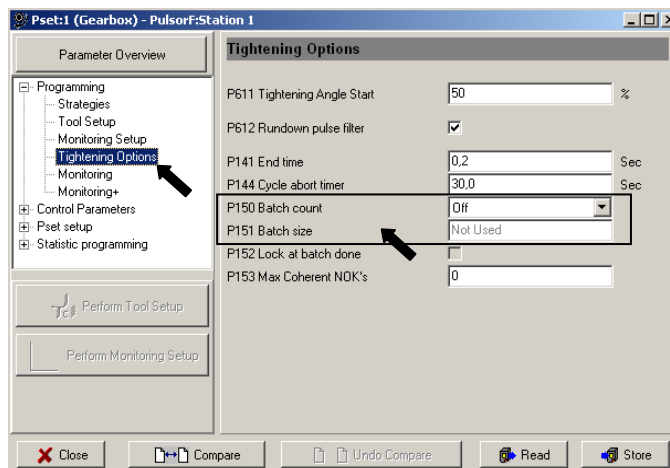 Pset:1 (Gearbox) - PulsorF:Station 1
Parameter Overview
Programming
Strategies
Tool Setup
Monitoring Setup
Tightening Options
Monitoring
Monitoring+
Control Parameters
Pset setup
Statistic programming
Perform Tool Setup
Perform Monitoring Setup
Tightening Options
P611 Tightening Angle Start 50 %
P612 Rundown pulse filter
P141 End time 0,2 Sec
P144 Cycle abort timer 30,0 Sec
P150 Batch count Off
P151 Batch size Not Used
P152 Lock at batch done
P153 Max Coherent NOK's 0
Close Compare Undo Compare Read Store